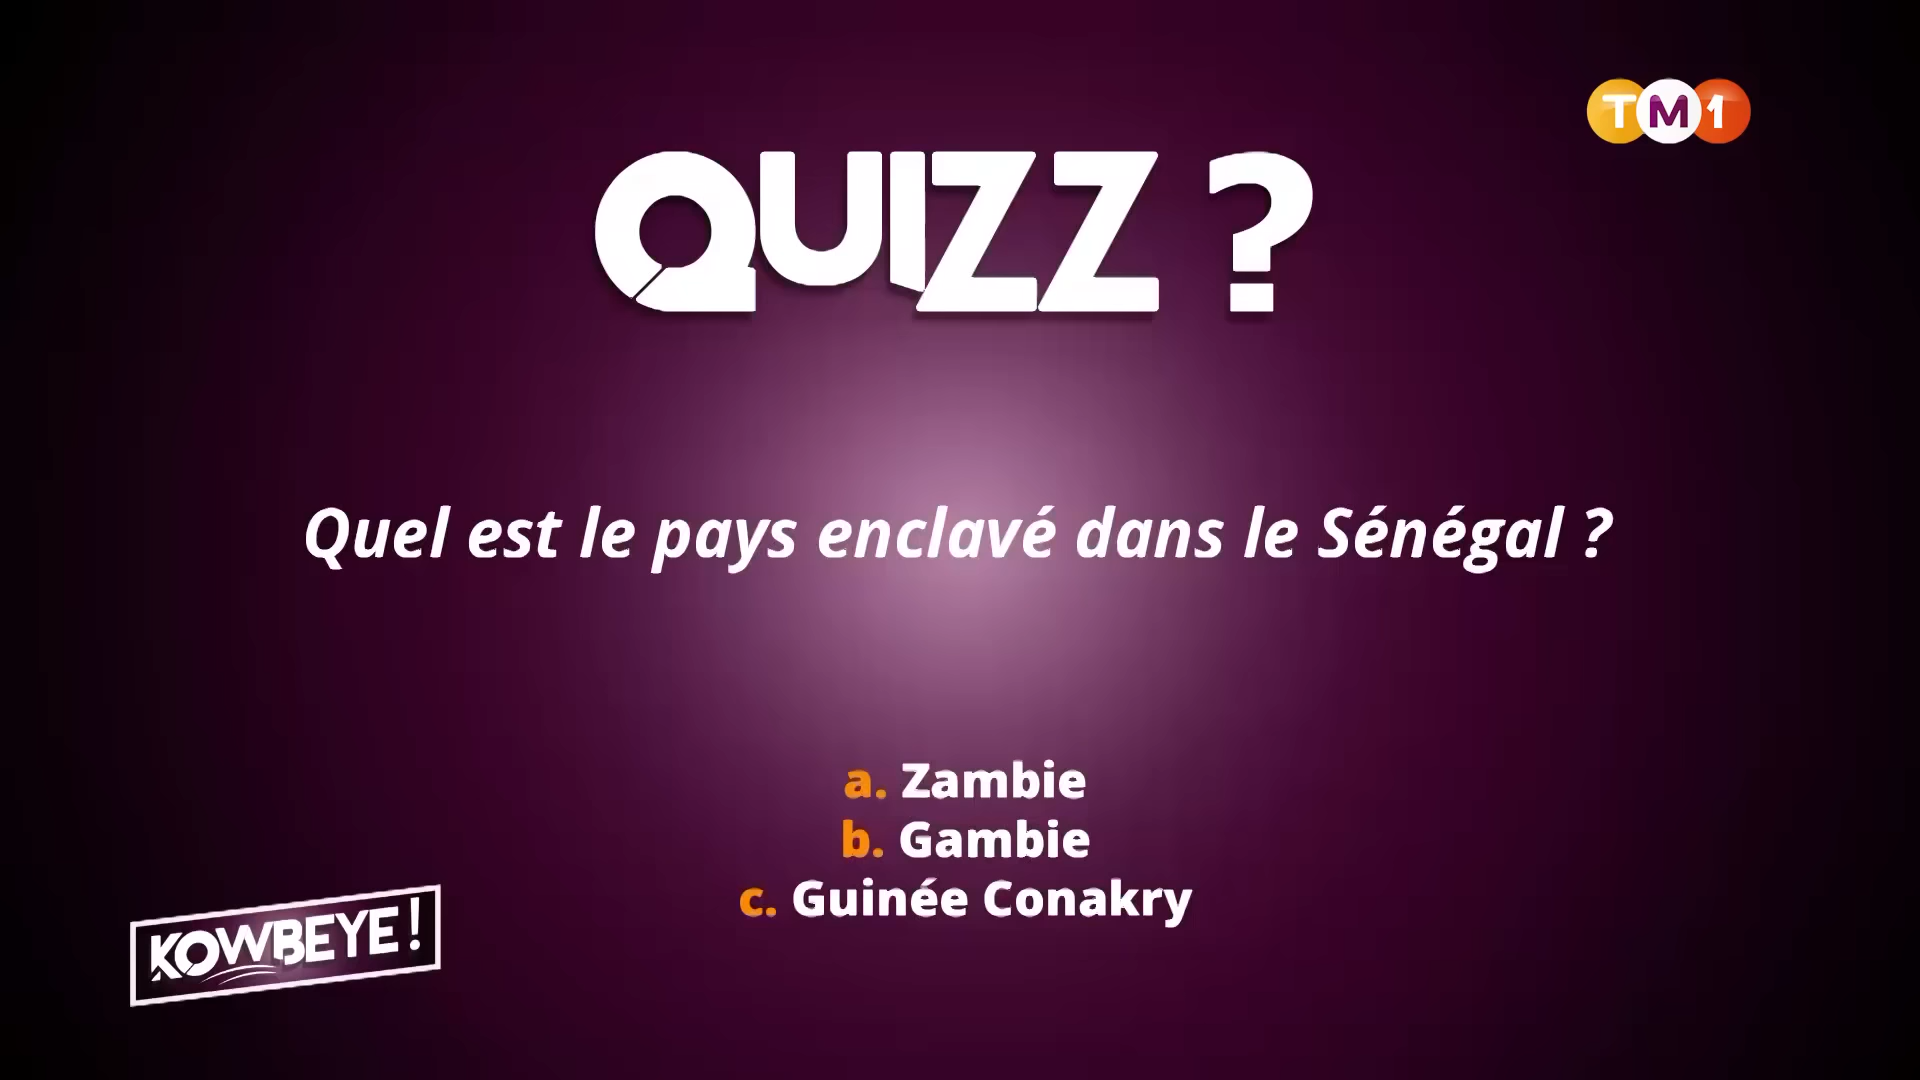 TM1
QUIZZ ?
Quel est le pays enclavé dans le Sénégal ?
a. Zambie
b. Gambie
c. Guinée Conakry
KOWBEYE !